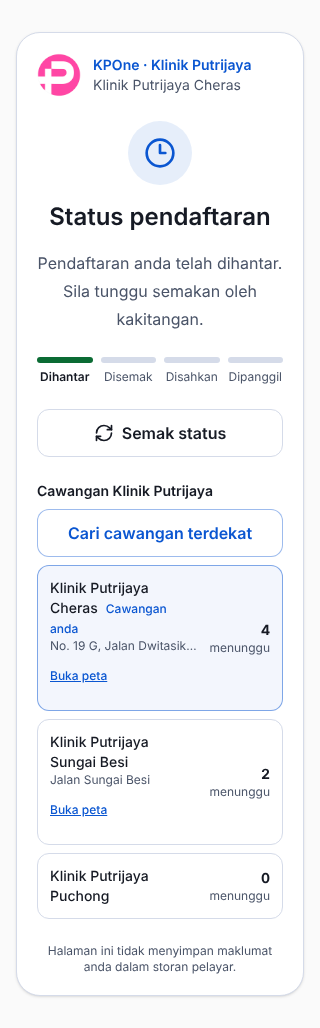 KPOne · Klinik Putrijaya
Klinik Putrijaya Cheras
Status pendaftaran
Pendaftaran anda telah dihantar.
Sila tunggu semakan oleh
kakitangan.
Dihantar Disemak Disahkan Dipanggil
Semak status
Cawangan Klinik Putrijaya
Cari cawangan terdekat
Klinik Putrijaya
Cheras Cawangan
anda
No. 19 G, Jalan Dwitasik...
Buka peta
4
menunggu
Klinik Putrijaya
Sungai Besi
Jalan Sungai Besi
Buka peta
2
menunggu
Klinik Putrijaya
Puchong
0
menunggu
Halaman ini tidak menyimpan maklumat
anda dalam storan pelayar.